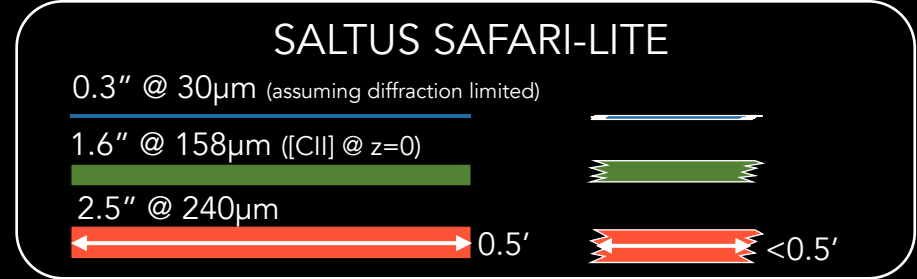 SALTUS SAFARI-LITE
0.3” @ 30μm (assuming diffraction limited)
1.6” @ 158μm ([CII] @ z=0)
2.5” @ 240μm
0.5‘
<0.5‘